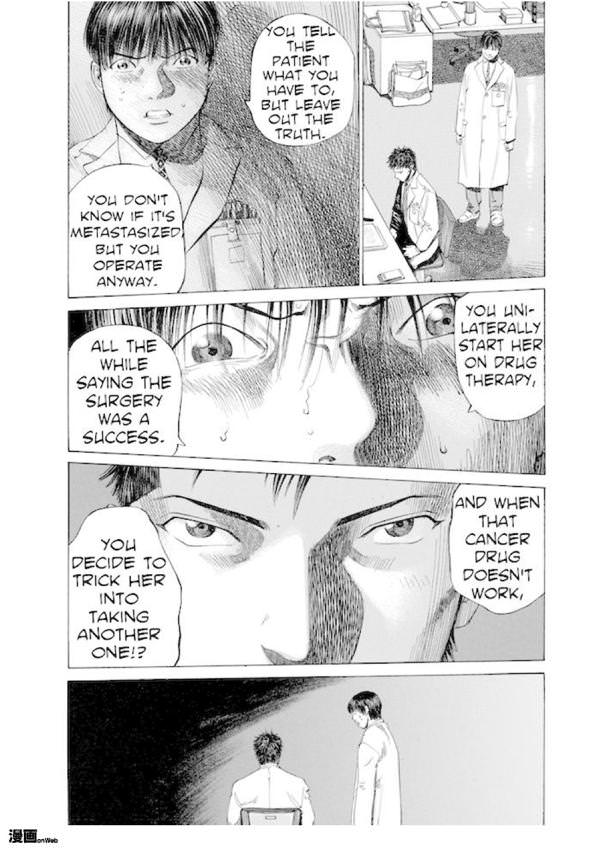 YOU TELL
THE
PATIENT
WHAT YOU
HAVE TO,
BUT LEAVE
OUT THE
TRUTH.
YOU DON'T
KNOW IF IT'S
METASTASIZED
BUT YOU
OPERATE
ANYWAY.
YOU UNI-
LATERALLY
START HER
ON DRUG
THERAPY,
ALL THE
WHILE
SAYING THE
SURGERY
WAS A
SUCCESS.
AND WHEN
THAT
CANCER
DRUG
DOESN'T
WORK,
YOU
DECIDE TO
TRICK HER
INTO
TAKING
ANOTHER
ONE!?
漫画onWeb